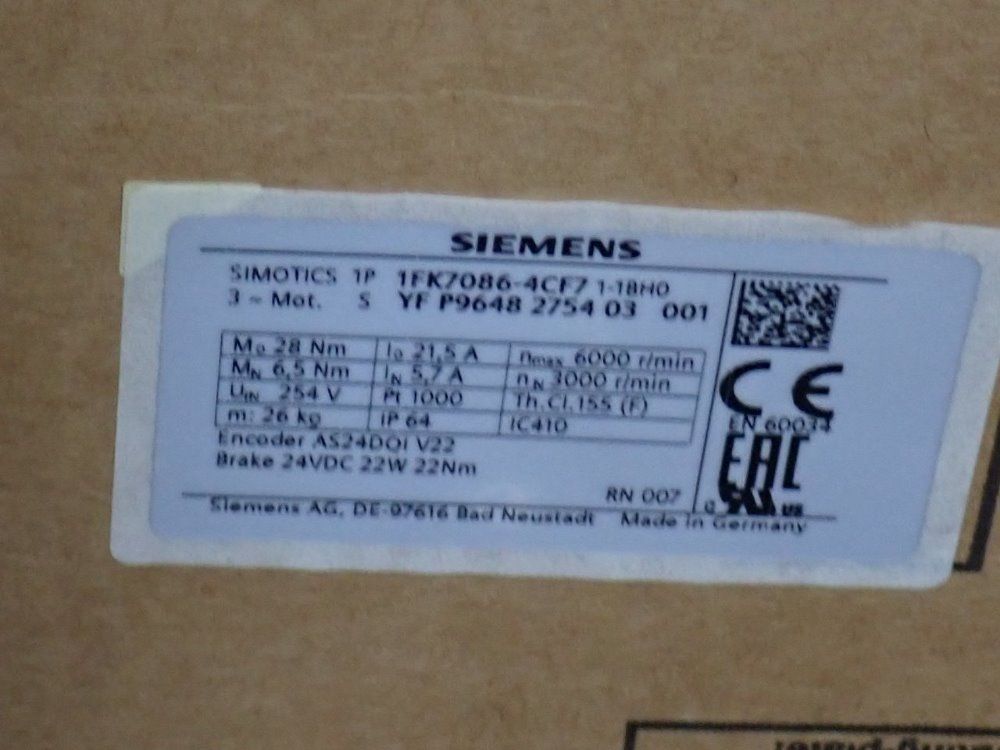 SIEMENS
SIMOTICS 1P 1FK7086-4CF7 1-1BH0
3 ~ Mot. S YF P9648 2754 03 001
M0 28 Nm I0 21,5 A nmax 6000 r/min
MN 6,5 Nm IN 5,7 A nN 3000 r/min
UIN 254 V Pt 1000 Th.Cl.155 (F)
m: 26 kg IP 64 IC410
Encoder AS24DQI V22
Brake 24VDC 22W 22Nm
CE
EN 60034
EAC
RN 007
c US
Siemens AG, DE-97616 Bad Neustadt Made in Germany